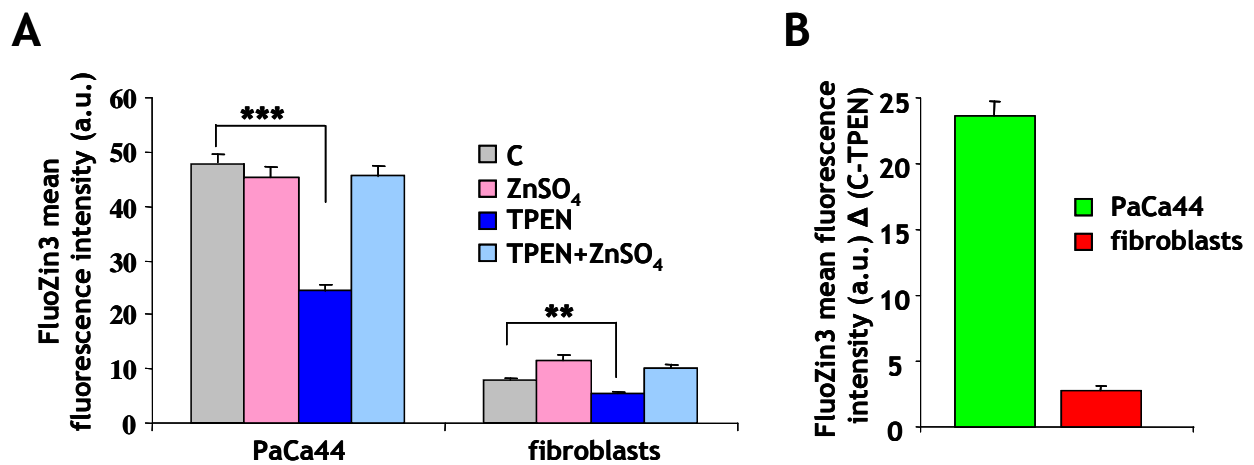 A
FluoZin3 mean
fluorescence intensity (a.u.)
60
50
40
30
20
10
0
***
**
C
ZnSO₄
TPEN
TPEN+ZnSO₄
PaCa44
fibroblasts
B
FluoZin3 mean fluorescence
intensity (a.u.) Δ (C-TPEN)
25
20
15
25
5
0
PaCa44
fibroblasts